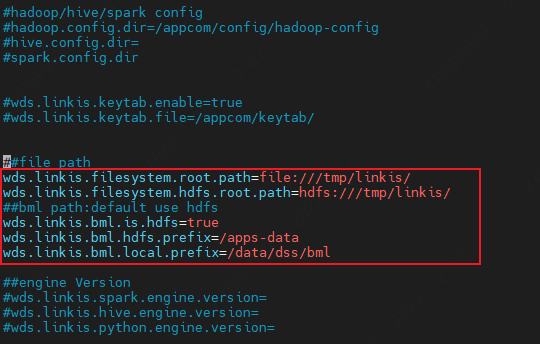 #hadoop/hive/spark config
#hadoop.config.dir=/appcom/config/hadoop-config
#hive.config.dir=
#spark.config.dir
#wds.linkis.keytab.enable=true
#wds.linkis.keytab.file=/appcom/keytab/
##file path
wds.linkis.filesystem.root.path=file:///tmp/linkis/
wds.linkis.filesystem.hdfs.root.path=hdfs:///tmp/linkis/
##bml path:default use hdfs
wds.linkis.bml.is.hdfs=true
wds.linkis.bml.hdfs.prefix=/apps-data
wds.linkis.bml.local.prefix=/data/dss/bml
##engine Version
#wds.linkis.spark.engine.version=
#wds.linkis.hive.engine.version=
#wds.linkis.python.engine.version=